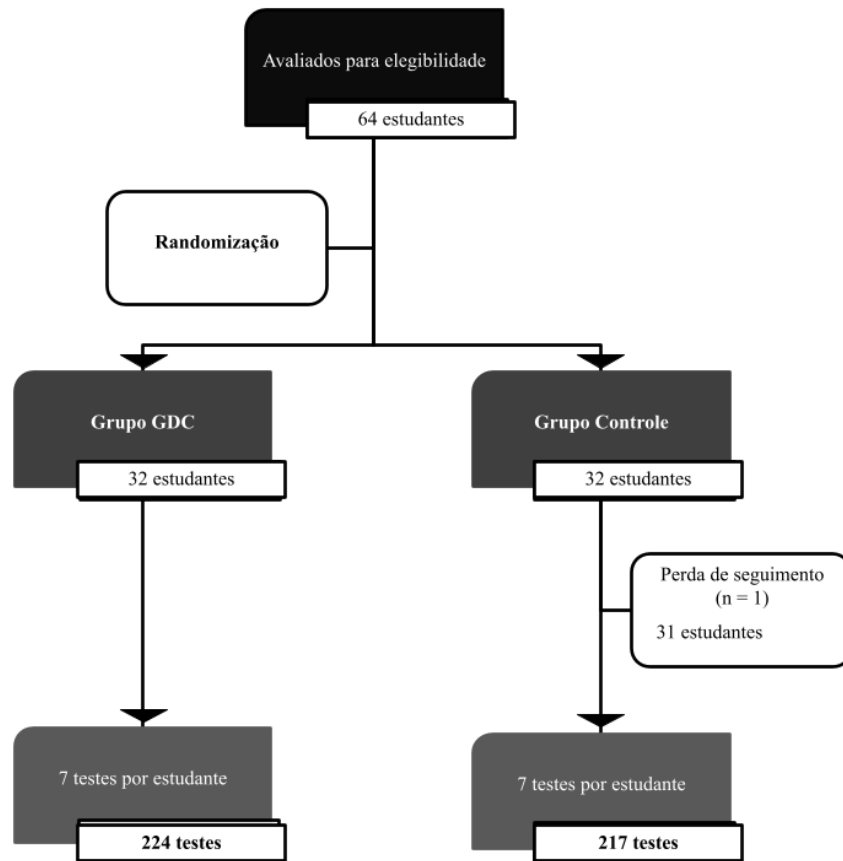 Avaliados para elegibilidade
64 estudantes
Randomização
Grupo GDC
32 estudantes
Grupo Controle
32 estudantes
Perda de seguimento
(n = 1)
31 estudantes
7 testes por estudante
224 testes
7 testes por estudante
217 testes